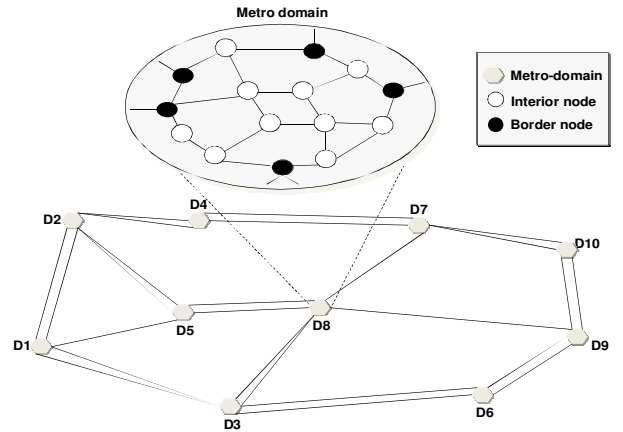 Metro domain
Metro-domain
Interior node
Border node
D4
D7
D2
D10
D5
D8
D1
D9
D6
D3